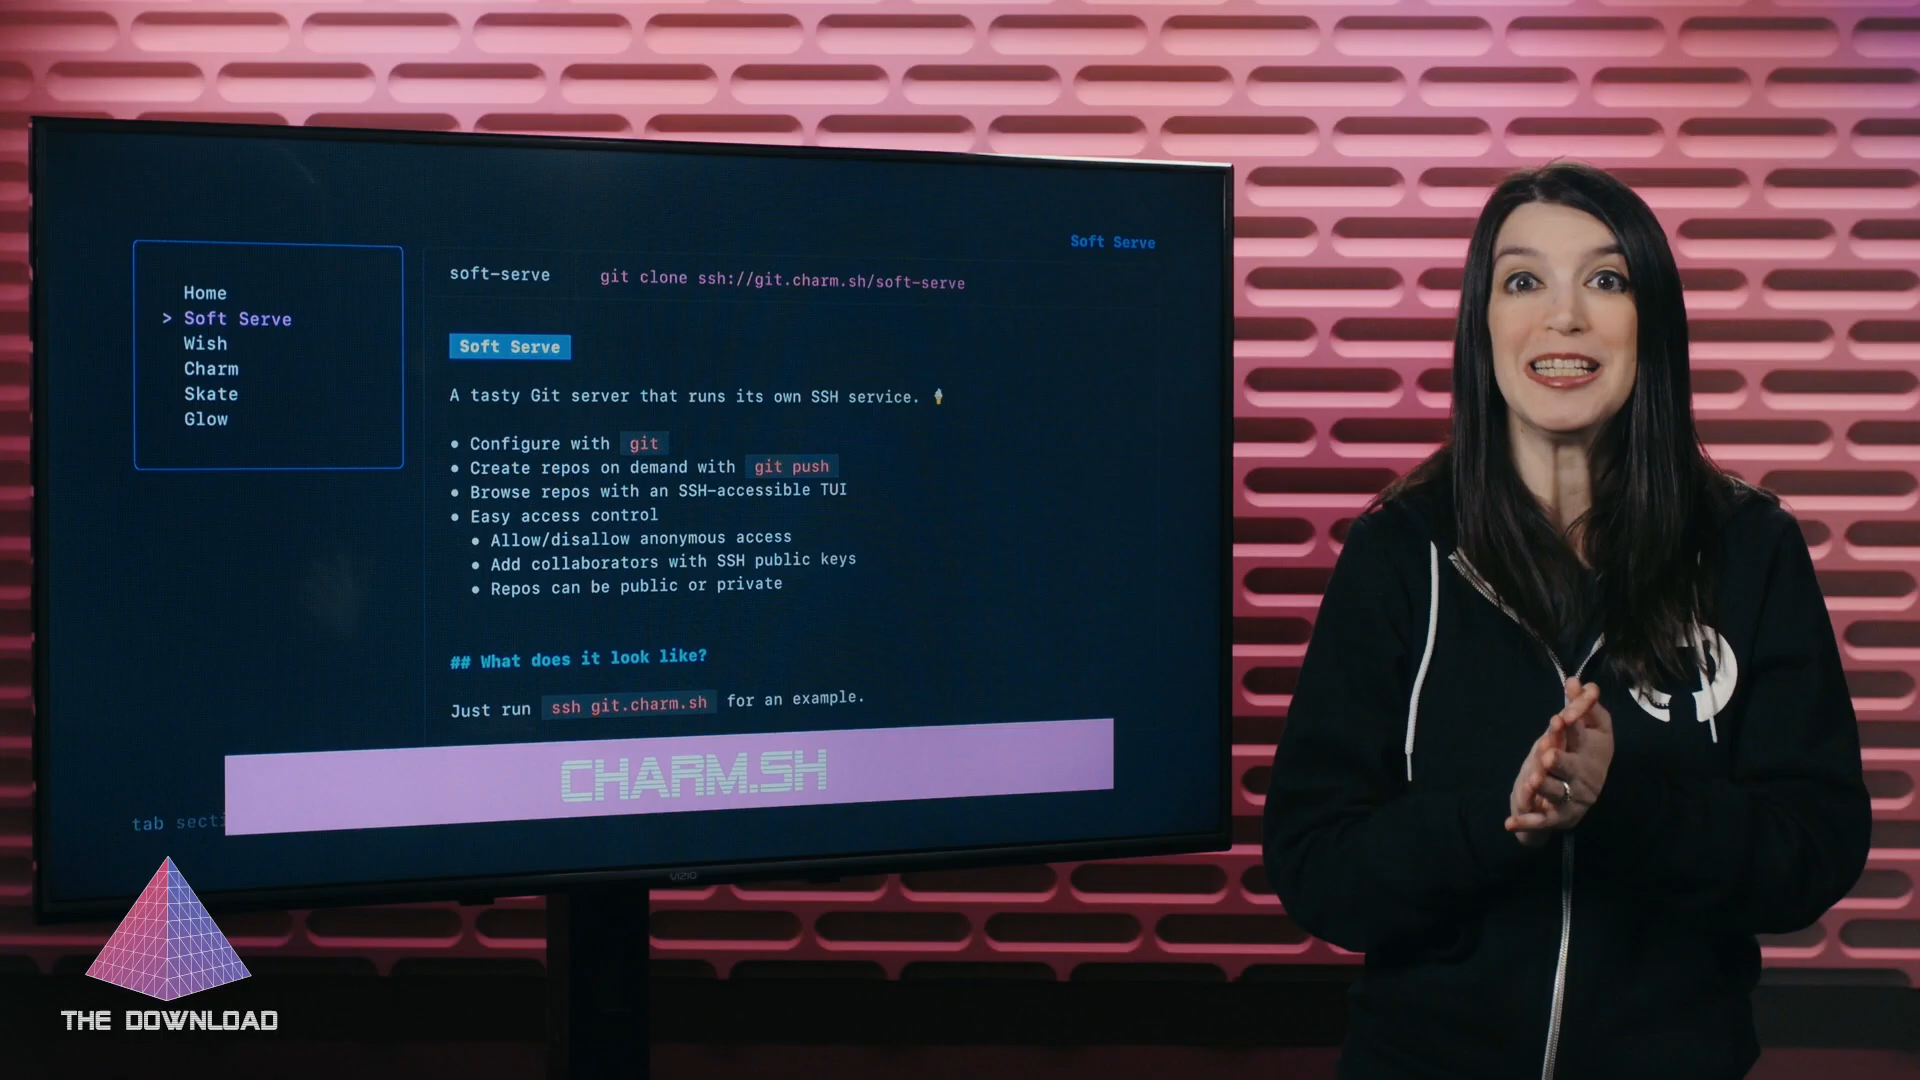 Soft Serve
Home
> Soft Serve
Wish
Charm
Skate
Glow
soft-serve git clone ssh://git.charm.sh/soft-serve
Soft Serve
A tasty Git server that runs its own SSH service. 🍦
• Configure with git
• Create repos on demand with git push
• Browse repos with an SSH-accessible TUI
• Easy access control
• Allow/disallow anonymous access
• Add collaborators with SSH public keys
• Repos can be public or private
## What does it look like?
Just run ssh git.charm.sh for an example.
CHARM.SH
tab secti
VIZIO
THE DOWNLOAD